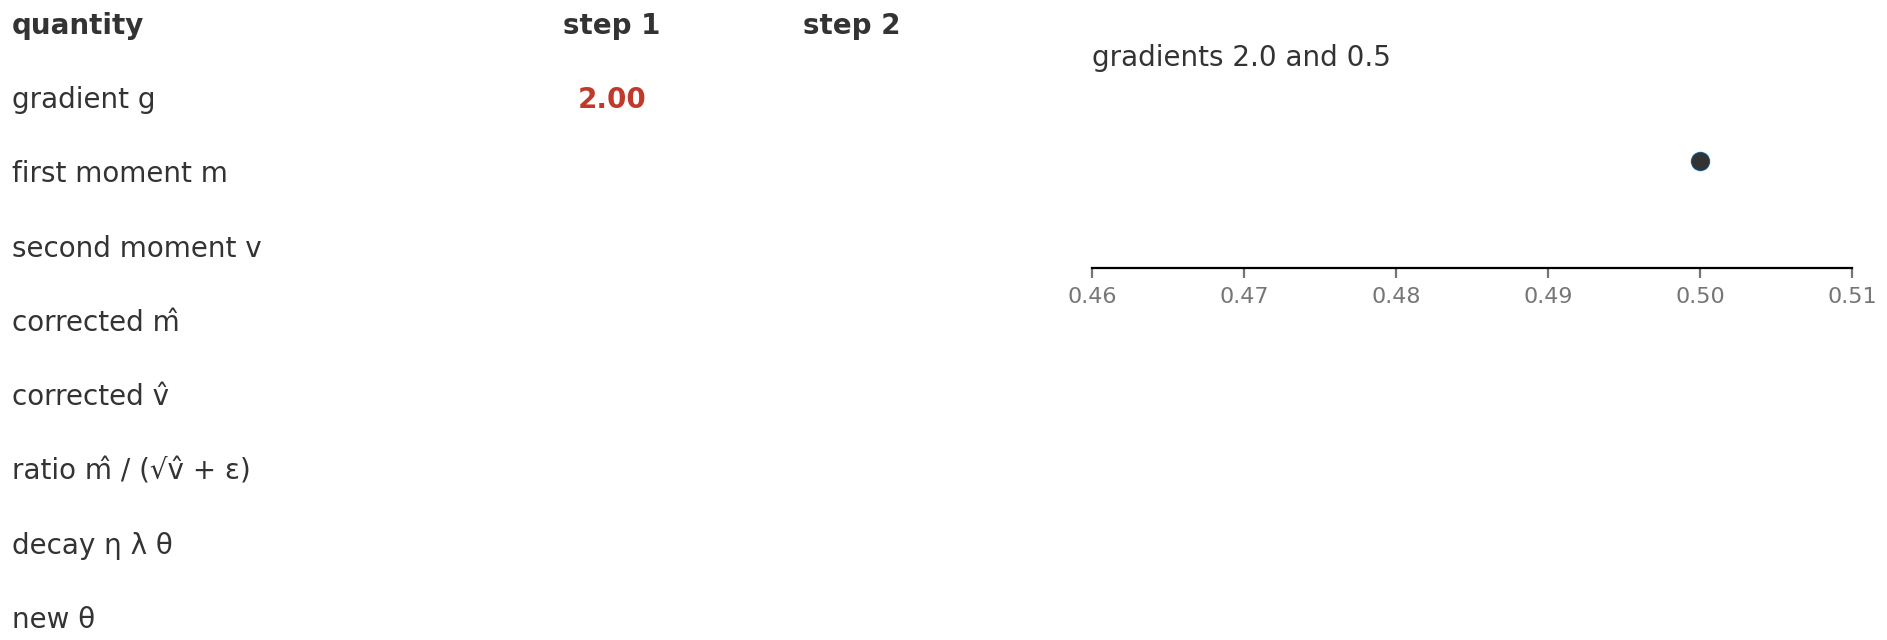 quantity step 1 step 2
gradients 2.0 and 0.5
gradient g 2.00
first moment m
second moment v
0.46 0.47 0.48 0.49 0.50 0.51
corrected m̂
corrected v̂
ratio m̂ / (√v̂ + ε)
decay η λ θ
new θ